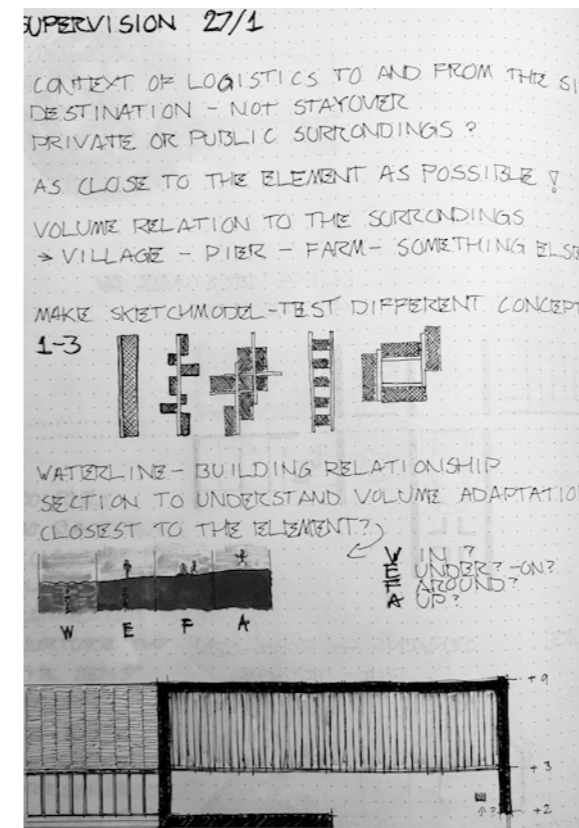 SUPERVISION 27/1
CONTEXT OF LOGISTICS TO AND FROM THE SI
DESTINATION - NOT STAYOVER
PRIVATE OR PUBLIC SURRONDINGS ?
AS CLOSE TO THE ELEMENT AS POSSIBLE !
VOLUME RELATION TO THE SURRONDINGS
→ VILLAGE - PIER - FARM - SOMETHING ELSE
MAKE SKETCHMODEL - TEST DIFFERENT CONCEPT
1-3
WATERLINE - BUILDING RELATIONSHIP
SECTION TO UNDERSTAND VOLUME ADAPTATIO
CLOSEST TO THE ELEMENT?
W IN ?
E UNDER? - ON?
F AROUND?
A UP?
W E F A
+ 9
+ 3
+ 2